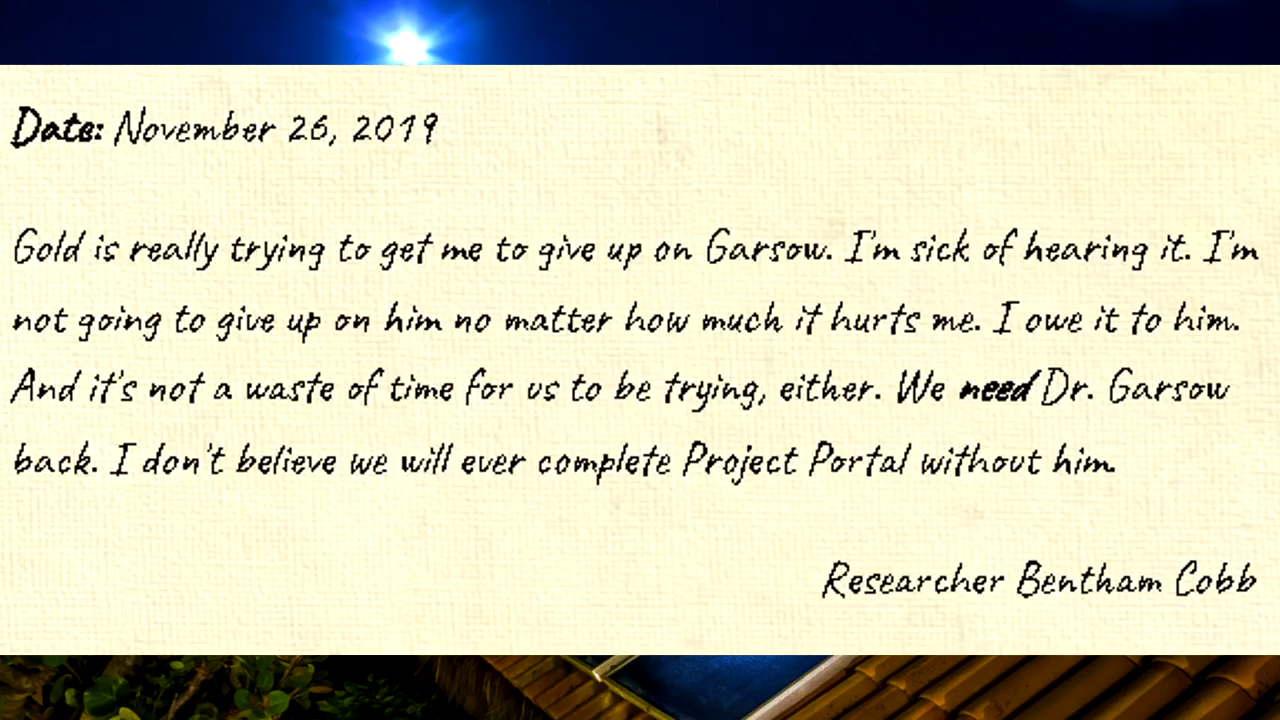 Date: November 26, 2019
Gold is really trying to get me to give up on Garsow. I'm sick of hearing it. I'm
not going to give up on him no matter how much it hurts me. I owe it to him.
And it's not a waste of time for us to be trying, either. We need Dr. Garsow
back. I don't believe we will ever complete Project Portal without him.
Researcher Bentham Cobb